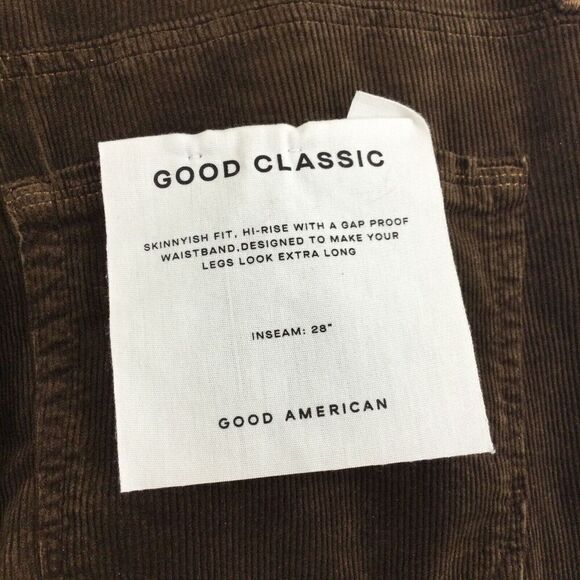 GOOD CLASSIC
SKINNYISH FIT, HI-RISE WITH A GAP PROOF
WAISTBAND,DESIGNED TO MAKE YOUR
LEGS LOOK EXTRA LONG
INSEAM: 28"
GOOD AMERICAN